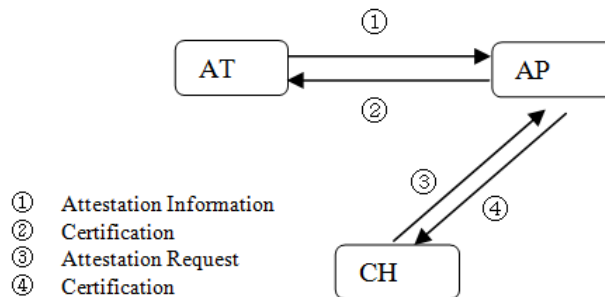 ①
AT
AP
②
③
④
① Attestation Information
② Certification
③ Attestation Request
④ Certification
CH